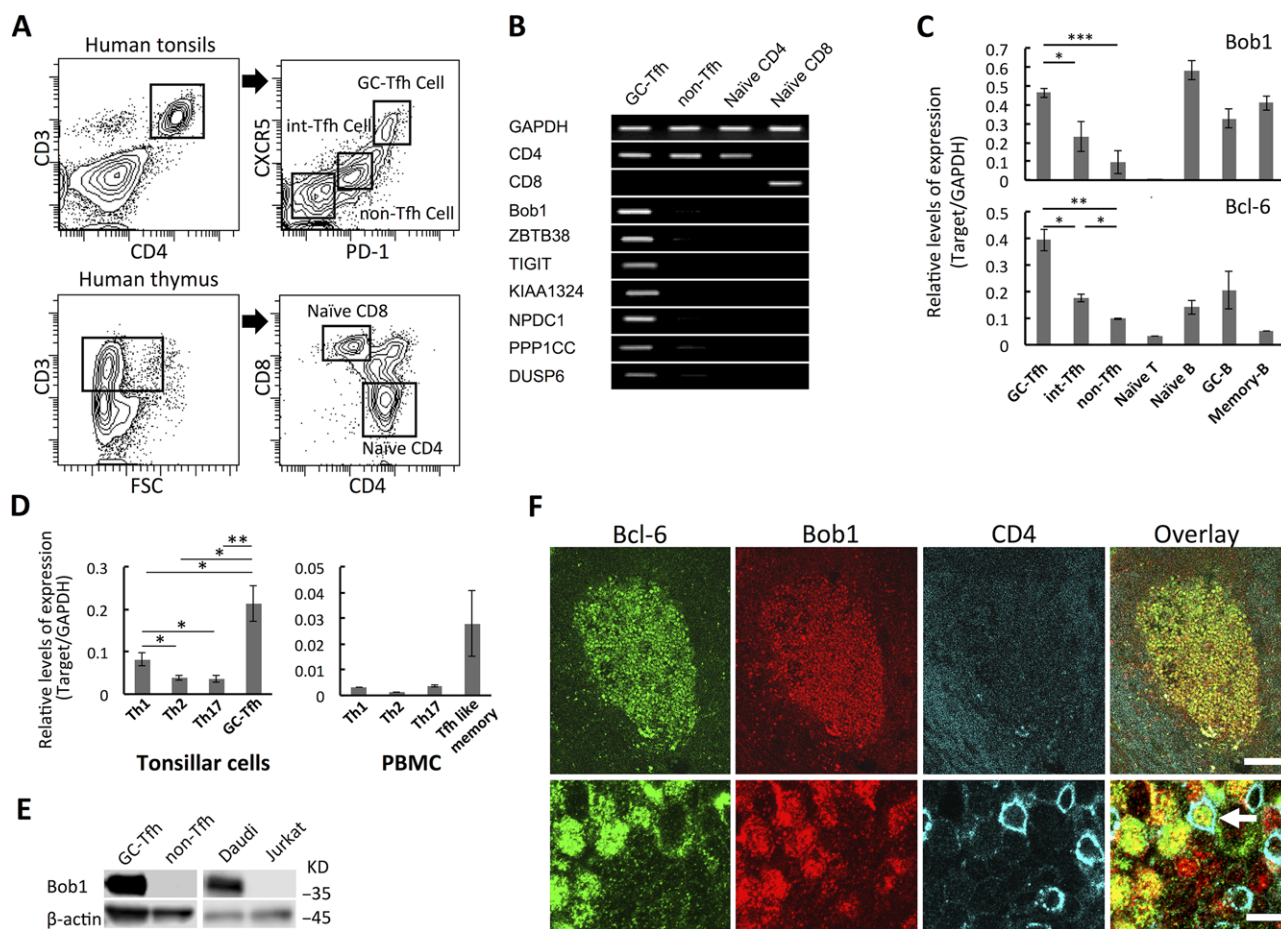 A
Human tonsils
CD3
CD4
CXCR5
GC-Tfh Cell
int-Tfh Cell
non-Tfh Cell
PD-1
Human thymus
CD3
FSC
Naïve CD8
CD8
Naïve CD4
CD4
B
GC-Tfh
non-Tfh
Naïve CD4
Naïve CD8
GAPDH
CD4
CD8
Bob1
ZBTB38
TIGIT
KIAA1324
NPDC1
PPP1CC
DUSP6
C
Relative levels of expression
(Target/GAPDH)
Bob1
***
*
0.7
0.6
0.5
0.4
0.3
0.2
0.1
0
Bcl-6
**
* *
0.5
0.4
0.3
0.2
0.1
0
GC-Tfh
int-Tfh
non-Tfh
Naïve T
Naïve B
GC-B
Memory-B
D
Relative levels of expression
(Target/GAPDH)
**
*
*
*
*
0.3
0.2
0.1
0
Th1
Th2
Th17
GC-Tfh
Tonsillar cells
0.05
0.04
0.03
0.02
0.01
0
Th1
Th2
Th17
Tfh like
memory
PBMC
E
GC-Tfh
non-Tfh
Daudi
Jurkat
KD
Bob1
–35
β-actin
–45
F
Bcl-6
Bob1
CD4
Overlay